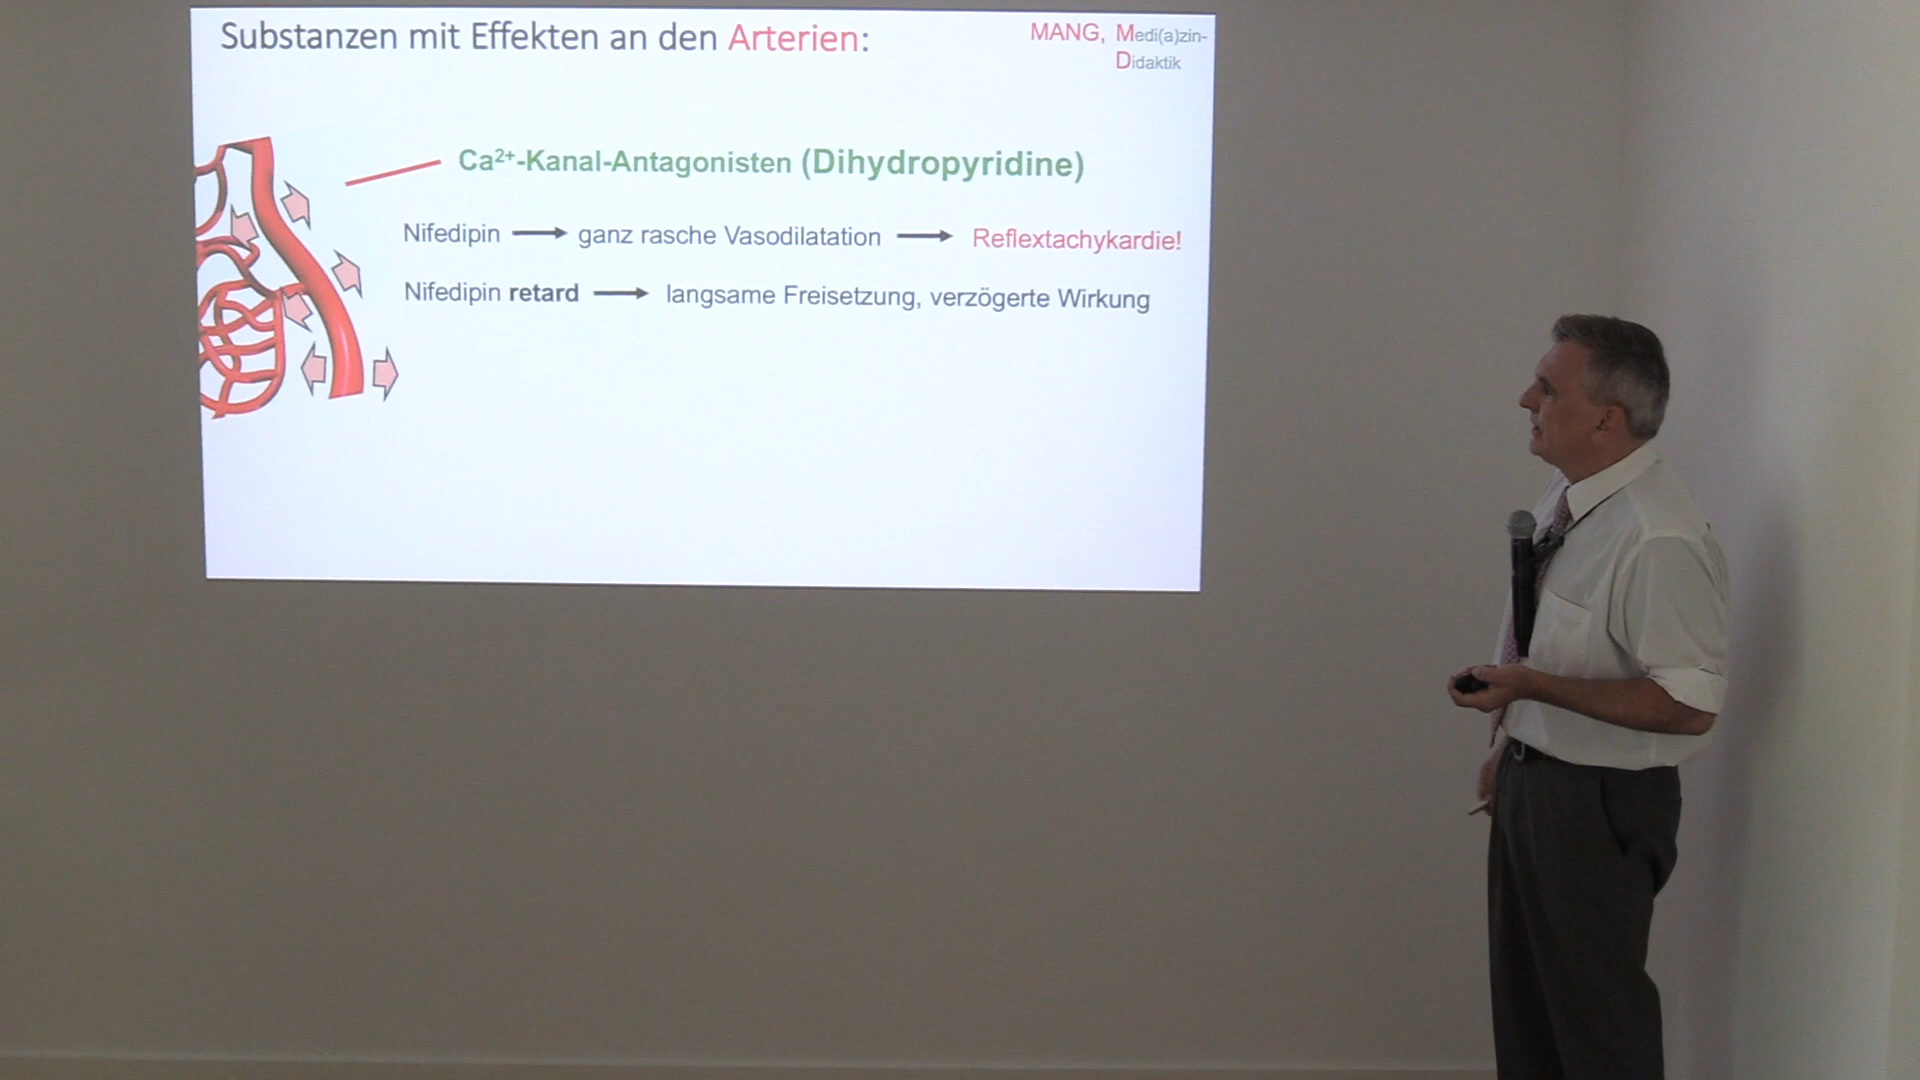 Substanzen mit Effekten an den Arterien:
MANG, Medi(a)zin-
Didaktik
Ca²⁺-Kanal-Antagonisten (Dihydropyridine)
Nifedipin ⟶ ganz rasche Vasodilatation ⟶ Reflextachykardie!
Nifedipin retard ⟶ langsame Freisetzung, verzögerte Wirkung